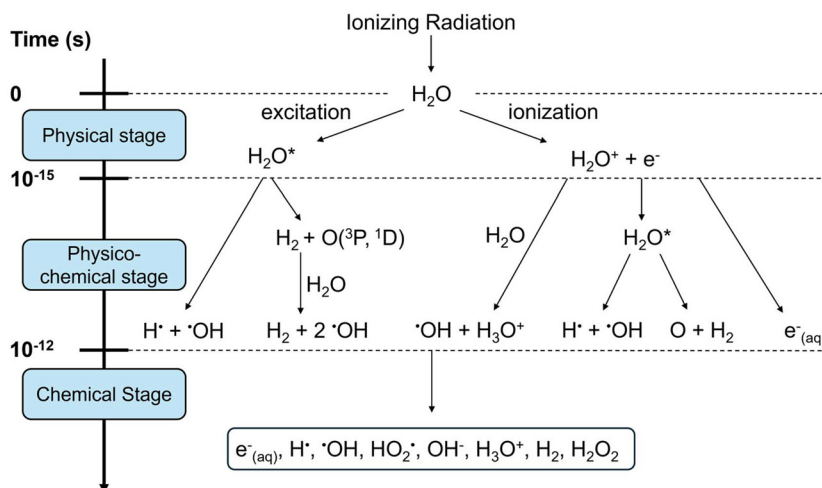 Ionizing Radiation
Time (s)
0
H₂O
excitation
ionization
Physical stage
H₂O*
H₂O⁺ + e⁻
10⁻¹⁵
H₂ + O(³P, ¹D)
H₂O
H₂O*
Physico-
chemical stage
H₂O
H• + •OH
H₂ + 2 •OH
•OH + H₃O⁺
H• + •OH
O + H₂
e⁻(aq
10⁻¹²
Chemical Stage
e⁻(aq), H•, •OH, HO₂•, OH⁻, H₃O⁺, H₂, H₂O₂